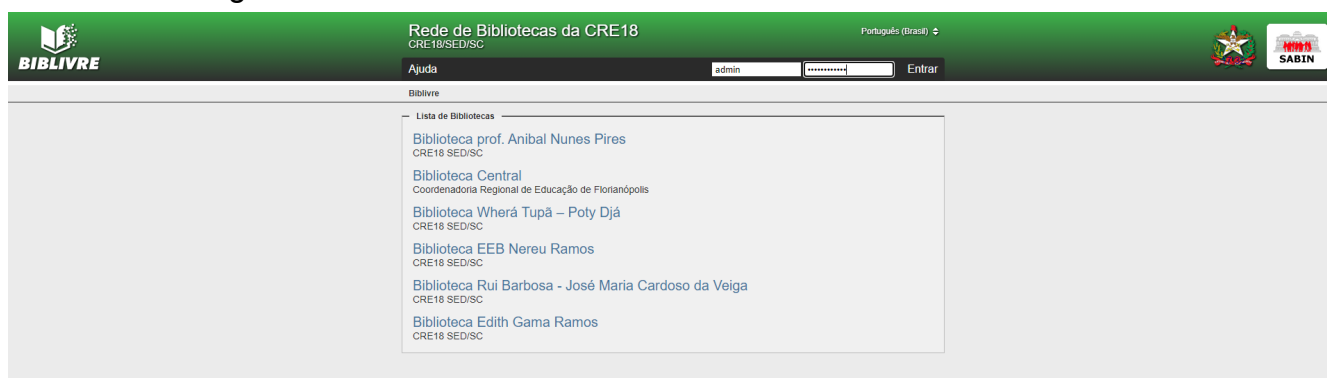 BIBLIVRE
Rede de Bibliotecas da CRE18
CRE18/SED/SC
Português (Brasil)
SABIN
Ajuda
admin
••••••••••••
Entrar
Biblivre
Lista de Bibliotecas
Biblioteca prof. Anibal Nunes Pires
CRE18 SED/SC
Biblioteca Central
Coordenadoria Regional de Educação de Florianópolis
Biblioteca Wherá Tupã – Poty Djá
CRE18 SED/SC
Biblioteca EEB Nereu Ramos
CRE18 SED/SC
Biblioteca Rui Barbosa - José Maria Cardoso da Veiga
CRE18 SED/SC
Biblioteca Edith Gama Ramos
CRE18 SED/SC